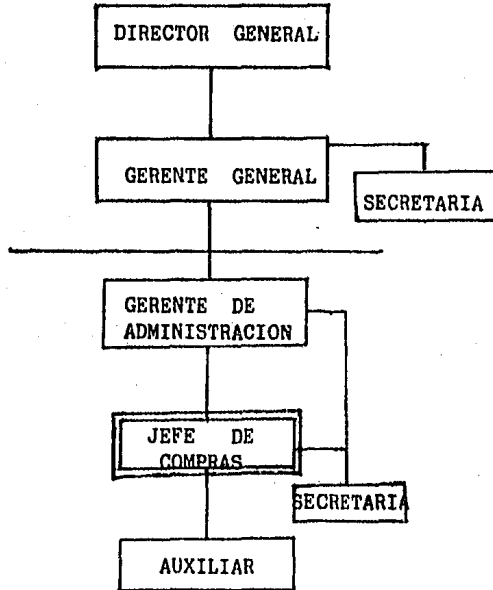 DIRECTOR GENERAL
GERENTE GENERAL
SECRETARIA
GERENTE DE
ADMINISTRACION
JEFE DE
COMPRAS
SECRETARIA
AUXILIAR